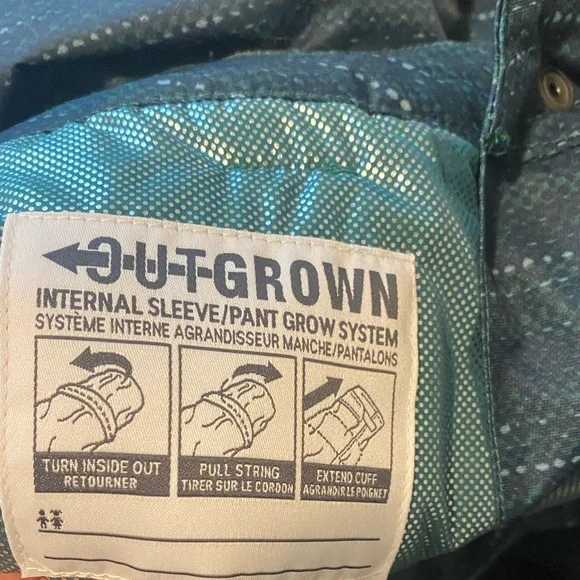 OUTGROWN
INTERNAL SLEEVE/PANT GROW SYSTEM
SYSTÈME INTERNE AGRANDISSEUR MANCHE/PANTALONS
TURN INSIDE OUT
RETOURNER
PULL STRING
TIRER SUR LE CORDON
EXTEND CUFF
AGRANDIR LE POIGNET